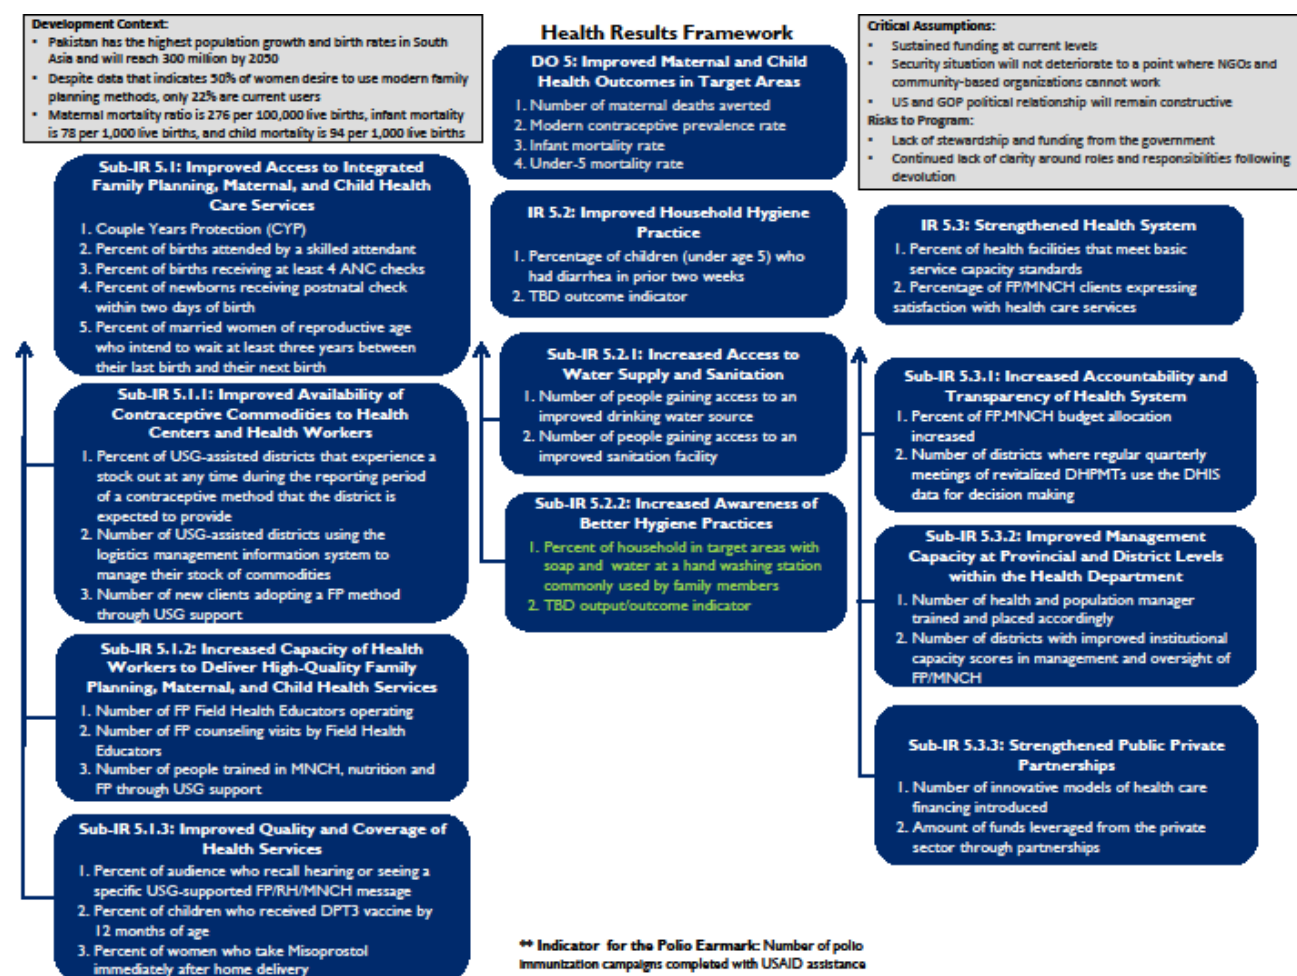 Development Context:
• Pakistan has the highest population growth and birth rates in South
Asia and will reach 300 million by 2050
• Despite data that indicates 50% of women desire to use modern family
planning methods, only 22% are current users
• Maternal mortality ratio is 276 per 100,000 live births, infant mortality
is 78 per 1,000 live births, and child mortality is 94 per 1,000 live births
Health Results Framework
DO 5: Improved Maternal and Child
Health Outcomes in Target Areas
1. Number of maternal deaths averted
2. Modern contraceptive prevalence rate
3. Infant mortality rate
4. Under-5 mortality rate
Critical Assumptions:
• Sustained funding at current levels
• Security situation will not deteriorate to a point where NGOs and
community-based organizations cannot work
• US and GOP political relationship will remain constructive
Risks to Program:
• Lack of stewardship and funding from the government
• Continued lack of clarity around roles and responsibilities following
devolution
Sub-IR 5.1: Improved Access to Integrated
Family Planning, Maternal, and Child Health
Care Services
1. Couple Years Protection (CYP)
2. Percent of births attended by a skilled attendant
3. Percent of births receiving at least 4 ANC checks
4. Percent of newborns receiving postnatal check
within two days of birth
5. Percent of married women of reproductive age
who intend to wait at least three years between
their last birth and their next birth
Sub-IR 5.1.1: Improved Availability of
Contraceptive Commodities to Health
Centers and Health Workers
1. Percent of USG-assisted districts that experience a
stock out at any time during the reporting period
of a contraceptive method that the district is
expected to provide
2. Number of USG-assisted districts using the
logistics management information system to
manage their stock of commodities
3. Number of new clients adopting a FP method
through USG support
Sub-IR 5.1.2: Increased Capacity of Health
Workers to Deliver High-Quality Family
Planning, Maternal, and Child Health Services
1. Number of FP Field Health Educators operating
2. Number of FP counseling visits by Field Health
Educators
3. Number of people trained in MNCH, nutrition and
FP through USG support
Sub-IR 5.1.3: Improved Quality and Coverage of
Health Services
1. Percent of audience who recall hearing or seeing a
specific USG-supported FP/RH/MNCH message
2. Percent of children who received DPT3 vaccine by
12 months of age
3. Percent of women who take Misoprostol
immediately after home delivery
IR 5.2: Improved Household Hygiene
Practice
1. Percentage of children (under age 5) who
had diarrhea in prior two weeks
2. TBD outcome indicator
Sub-IR 5.2.1: Increased Access to
Water Supply and Sanitation
1. Number of people gaining access to an
improved drinking water source
2. Number of people gaining access to an
improved sanitation facility
Sub-IR 5.2.2: Increased Awareness of
Better Hygiene Practices
1. Percent of household in target areas with
soap and water at a hand washing station
commonly used by family members
2. TBD output/outcome indicator
IR 5.3: Strengthened Health System
1. Percent of health facilities that meet basic
service capacity standards
2. Percentage of FP/MNCH clients expressing
satisfaction with health care services
Sub-IR 5.3.1: Increased Accountability and
Transparency of Health System
1. Percent of FP.MNCH budget allocation
increased
2. Number of districts where regular quarterly
meetings of revitalized DHPMTs use the DHIS
data for decision making
Sub-IR 5.3.2: Improved Management
Capacity at Provincial and District Levels
within the Health Department
1. Number of health and population manager
trained and placed accordingly
2. Number of districts with improved institutional
capacity scores in management and oversight of
FP/MNCH
Sub-IR 5.3.3: Strengthened Public Private
Partnerships
1. Number of innovative models of health care
financing introduced
2. Amount of funds leveraged from the private
sector through partnerships
** Indicator for the Polio Earmark: Number of polio
immunization campaigns completed with USAID assistance